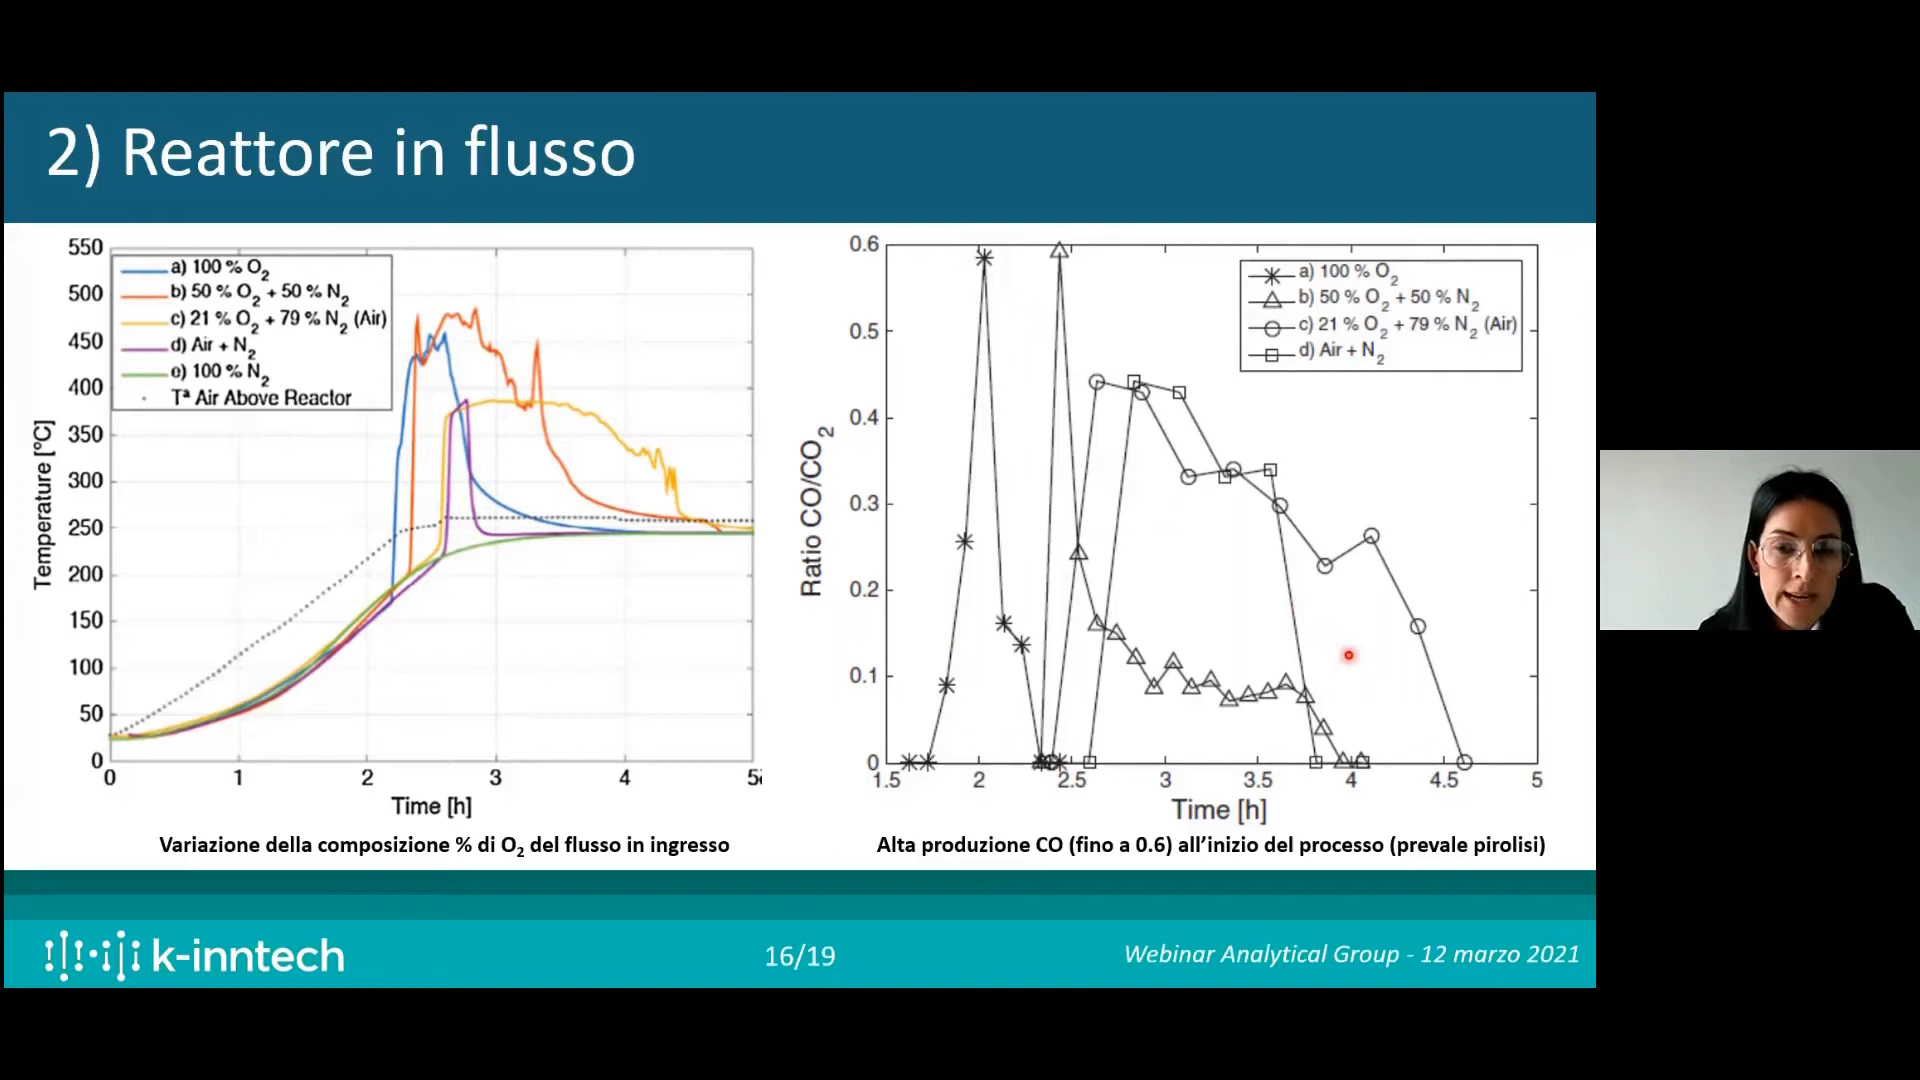 2) Reattore in flusso
550
500
450
400
350
300
250
200
150
100
50
0
Temperature [°C]
a) 100 % O₂
b) 50 % O₂ + 50 % N₂
c) 21 % O₂ + 79 % N₂ (Air)
d) Air + N₂
e) 100 % N₂
Tª Air Above Reactor
0 1 2 3 4 5
Time [h]
Variazione della composizione % di O₂ del flusso in ingresso
0.6
0.5
0.4
0.3
0.2
0.1
0
Ratio CO/CO₂
a) 100 % O₂
b) 50 % O₂ + 50 % N₂
c) 21 % O₂ + 79 % N₂ (Air)
d) Air + N₂
1.5 2 2.5 3 3.5 4 4.5 5
Time [h]
Alta produzione CO (fino a 0.6) all’inizio del processo (prevale pirolisi)
k-inntech
16/19
Webinar Analytical Group - 12 marzo 2021